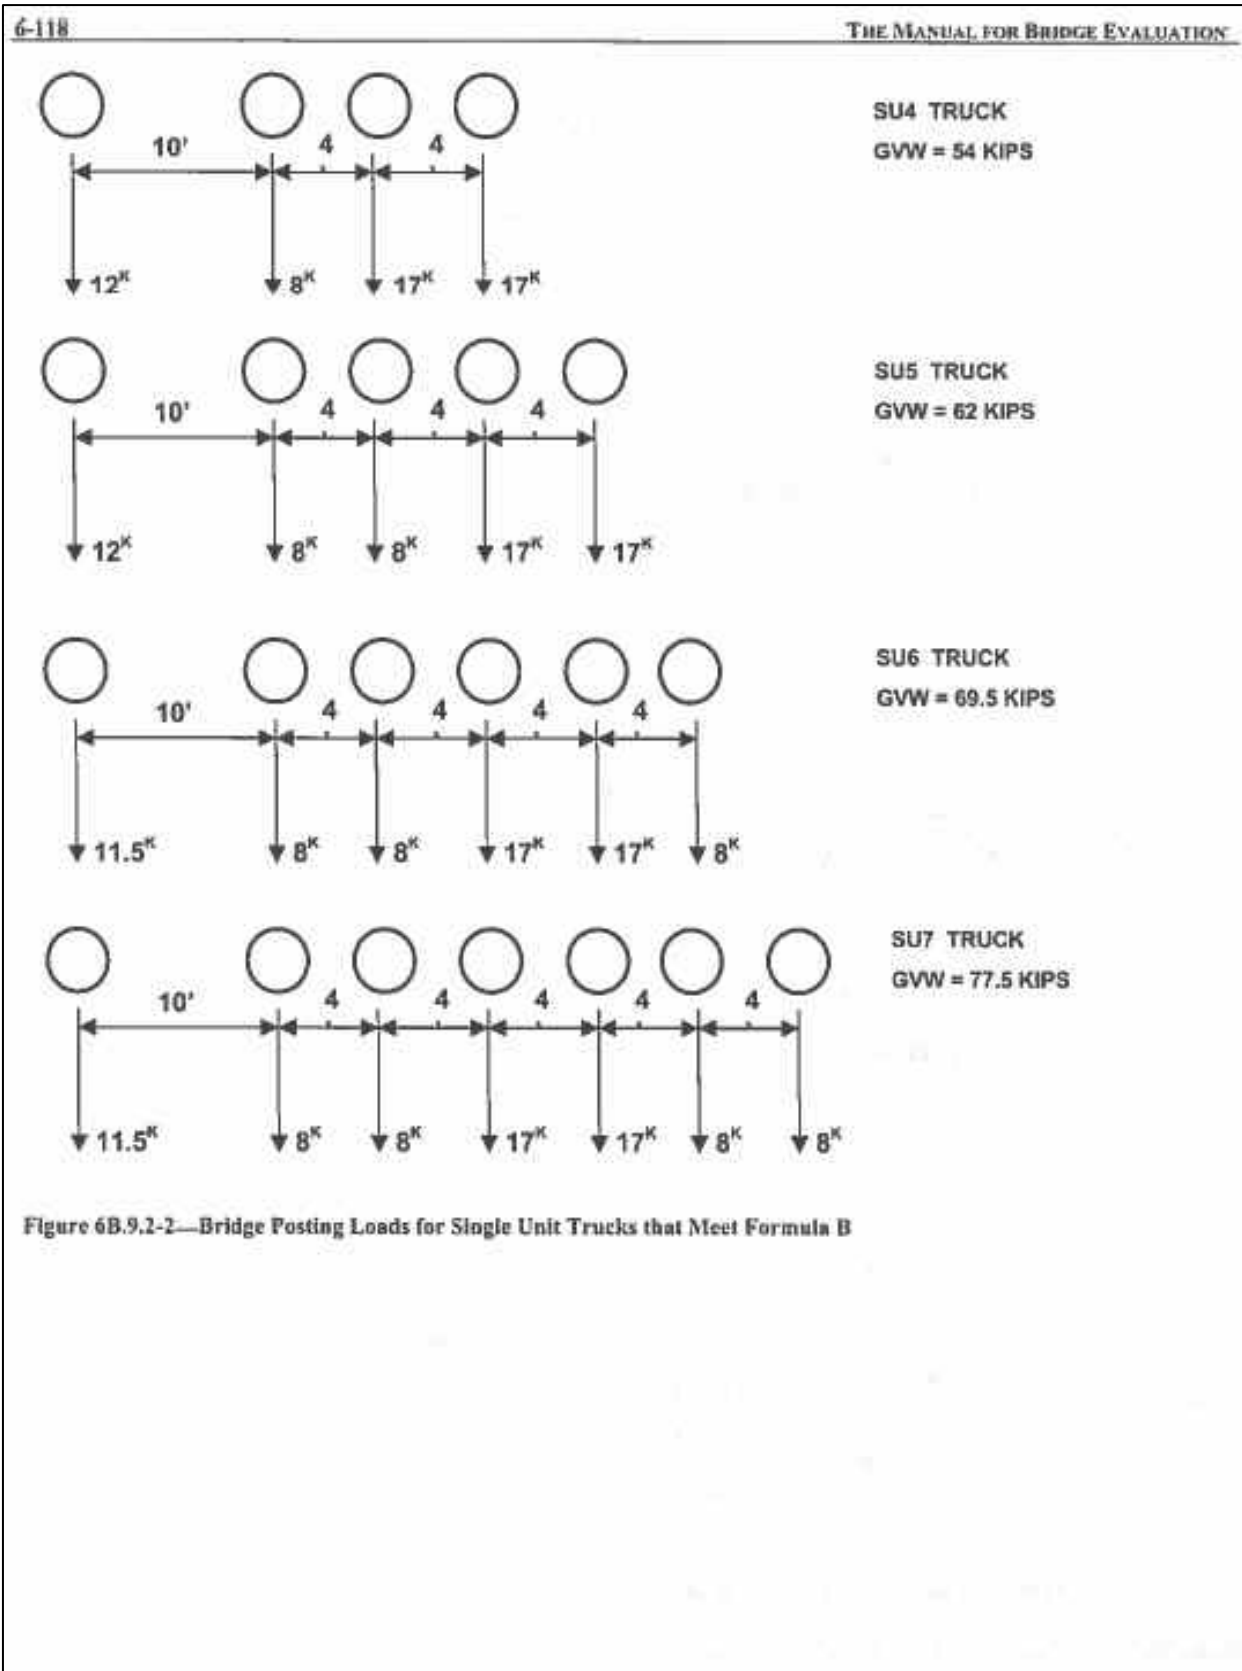 6-118 THE MANUAL FOR BRIDGE EVALUATION
SU4 TRUCK
GVW = 54 KIPS
10' 4' 4'
12ᴷ 8ᴷ 17ᴷ 17ᴷ
SU5 TRUCK
GVW = 62 KIPS
10' 4' 4' 4'
12ᴷ 8ᴷ 8ᴷ 17ᴷ 17ᴷ
SU6 TRUCK
GVW = 69.5 KIPS
10' 4' 4' 4' 4'
11.5ᴷ 8ᴷ 8ᴷ 17ᴷ 17ᴷ 8ᴷ
SU7 TRUCK
GVW = 77.5 KIPS
10' 4' 4' 4' 4' 4'
11.5ᴷ 8ᴷ 8ᴷ 17ᴷ 17ᴷ 8ᴷ 8ᴷ
Figure 6B.9.2-2—Bridge Posting Loads for Single Unit Trucks that Meet Formula B